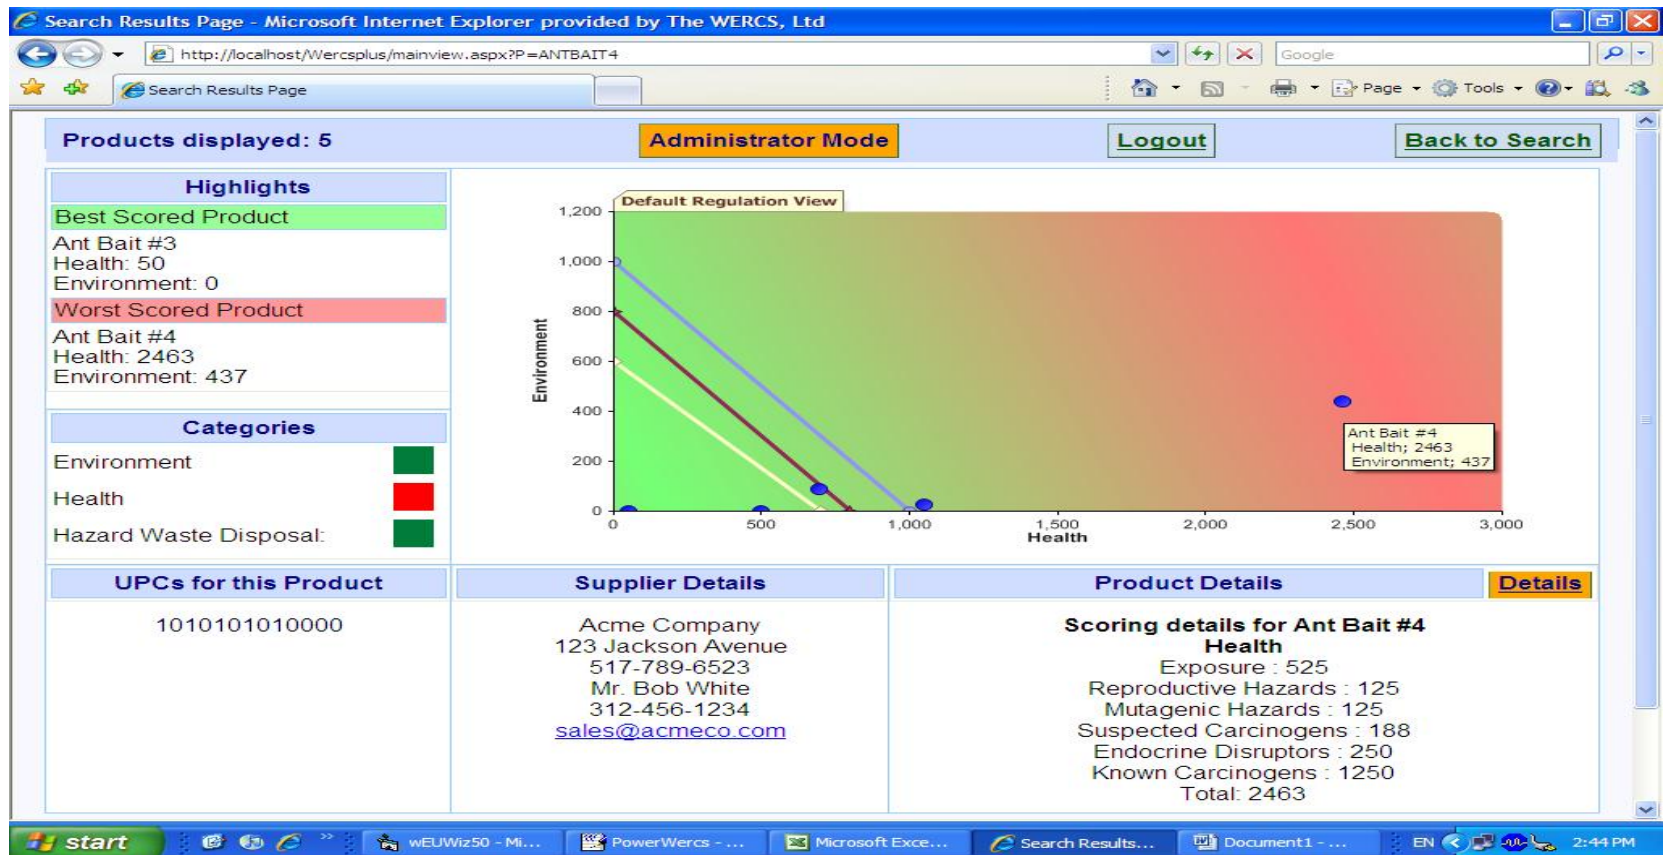 Search Results Page - Microsoft Internet Explorer provided by The WERCS, Ltd
http://localhost/Wercsplus/mainview.aspx?P=ANTBAIT4
Google
Search Results Page
Page
Tools
Products displayed: 5
Administrator Mode
Logout
Back to Search
Highlights
Best Scored Product
Ant Bait #3
Health: 50
Environment: 0
Worst Scored Product
Ant Bait #4
Health: 2463
Environment: 437
Categories
Environment
Health
Hazard Waste Disposal:
Default Regulation View
1,200
1,000
800
600
400
200
0
Environment
0
500
1,000
1,500
2,000
2,500
3,000
Health
Ant Bait #4
Health; 2463
Environment; 437
UPCs for this Product
1010101010000
Supplier Details
Acme Company
123 Jackson Avenue
517-789-6523
Mr. Bob White
312-456-1234
sales@acmeco.com
Product Details
Details
Scoring details for Ant Bait #4
Health
Exposure : 525
Reproductive Hazards : 125
Mutagenic Hazards : 125
Suspected Carcinogens : 188
Endocrine Disruptors : 250
Known Carcinogens : 1250
Total: 2463
start
wEUWiz50 - Mi...
PowerWercs - ...
Microsoft Exce...
Search Results...
Document1 - ...
EN
2:44 PM